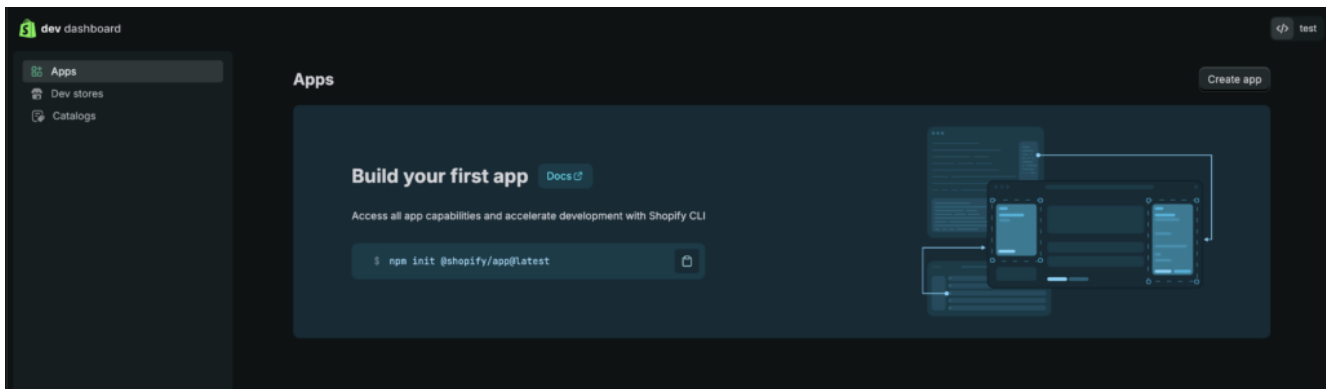 dev dashboard
</> test
Apps
Dev stores
Catalogs
Apps
Create app
Build your first app
Docs
Access all app capabilities and accelerate development with Shopify CLI
$ npm init @shopify/app@latest